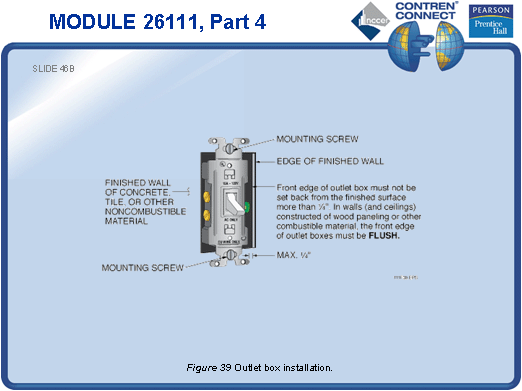 MODULE 26111, Part 4
nccer
CONTREN®
CONNECT
PEARSON
Prentice
Hall
SLIDE 46B
MOUNTING SCREW
EDGE OF FINISHED WALL
FINISHED WALL
OF CONCRETE,
TILE, OR OTHER
NONCOMBUSTIBLE
MATERIAL
Front edge of outlet box must not be
set back from the finished surface
more than ¼". In walls (and ceilings)
constructed of wood paneling or other
combustible material, the front edge
of outlet boxes must be FLUSH.
MOUNTING SCREW
MAX. ¼"
Figure 39 Outlet box installation.